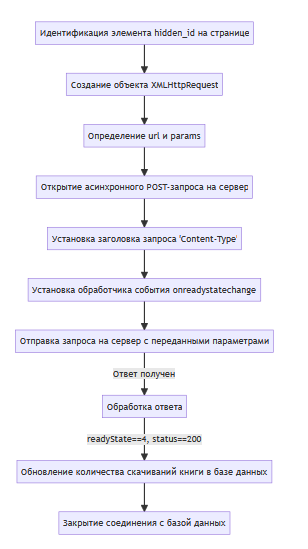 Идентификация элемента hidden_id на странице
Создание объекта XMLHttpRequest
Определение url и params
Открытие асинхронного POST-запроса на сервер
Установка заголовка запроса 'Content-Type'
Установка обработчика события onreadystatechange
Отправка запроса на сервер с переданными параметрами
Ответ получен
Обработка ответа
readyState==4, status==200
Обновление количества скачиваний книги в базе данных
Закрытие соединения с базой данных